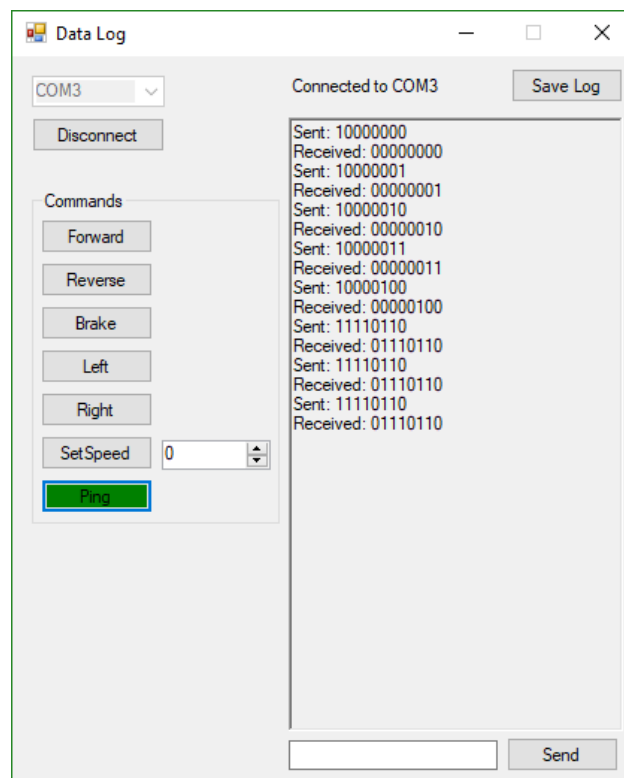 Data Log
COM3
Disconnect
Commands
Forward
Reverse
Brake
Left
Right
SetSpeed 0
Ping
Connected to COM3 Save Log
Sent: 10000000
Received: 00000000
Sent: 10000001
Received: 00000001
Sent: 10000010
Received: 00000010
Sent: 10000011
Received: 00000011
Sent: 10000100
Received: 00000100
Sent: 11110110
Received: 01110110
Sent: 11110110
Received: 01110110
Sent: 11110110
Received: 01110110
Send